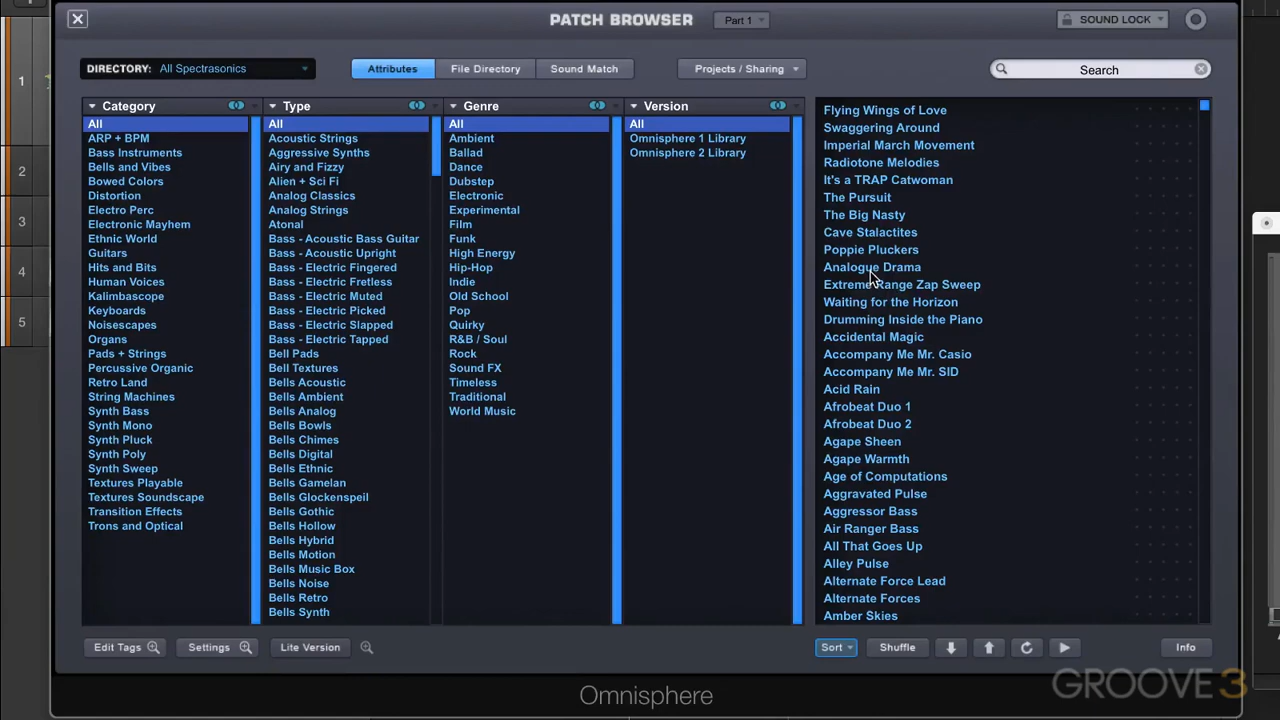 PATCH BROWSER
Part 1
SOUND LOCK
DIRECTORY: All Spectrasonics
Attributes
File Directory
Sound Match
Projects / Sharing
Search
Category
Type
Genre
Version
All
ARP + BPM
Bass Instruments
Bells and Vibes
Bowed Colors
Distortion
Electro Perc
Electronic Mayhem
Ethnic World
Guitars
Hits and Bits
Human Voices
Kalimbascope
Keyboards
Noisescapes
Organs
Pads + Strings
Percussive Organic
Retro Land
String Machines
Synth Bass
Synth Mono
Synth Pluck
Synth Poly
Synth Sweep
Textures Playable
Textures Soundscape
Transition Effects
Trons and Optical
All
Acoustic Strings
Aggressive Synths
Airy and Fizzy
Alien + Sci Fi
Analog Classics
Analog Strings
Atonal
Bass - Acoustic Bass Guitar
Bass - Acoustic Upright
Bass - Electric Fingered
Bass - Electric Fretless
Bass - Electric Muted
Bass - Electric Picked
Bass - Electric Slapped
Bass - Electric Tapped
Bell Pads
Bell Textures
Bells Acoustic
Bells Ambient
Bells Analog
Bells Bowls
Bells Chimes
Bells Digital
Bells Ethnic
Bells Gamelan
Bells Glockenspeil
Bells Gothic
Bells Hollow
Bells Hybrid
Bells Motion
Bells Music Box
Bells Noise
Bells Retro
Bells Synth
All
Ambient
Ballad
Dance
Dubstep
Electronic
Experimental
Film
Funk
High Energy
Hip-Hop
Indie
Old School
Pop
Quirky
R&B / Soul
Rock
Sound FX
Timeless
Traditional
World Music
All
Omnisphere 1 Library
Omnisphere 2 Library
Flying Wings of Love
Swaggering Around
Imperial March Movement
Radiotone Melodies
It's a TRAP Catwoman
The Pursuit
The Big Nasty
Cave Stalactites
Poppie Pluckers
Analogue Drama
Extreme Range Zap Sweep
Waiting for the Horizon
Drumming Inside the Piano
Accidental Magic
Accompany Me Mr. Casio
Accompany Me Mr. SID
Acid Rain
Afrobeat Duo 1
Afrobeat Duo 2
Agape Sheen
Agape Warmth
Age of Computations
Aggravated Pulse
Aggressor Bass
Air Ranger Bass
All That Goes Up
Alley Pulse
Alternate Force Lead
Alternate Forces
Amber Skies
1
2
3
4
5
Edit Tags
Settings
Lite Version
Sort
Shuffle
Info
Omnisphere
GROOVE3